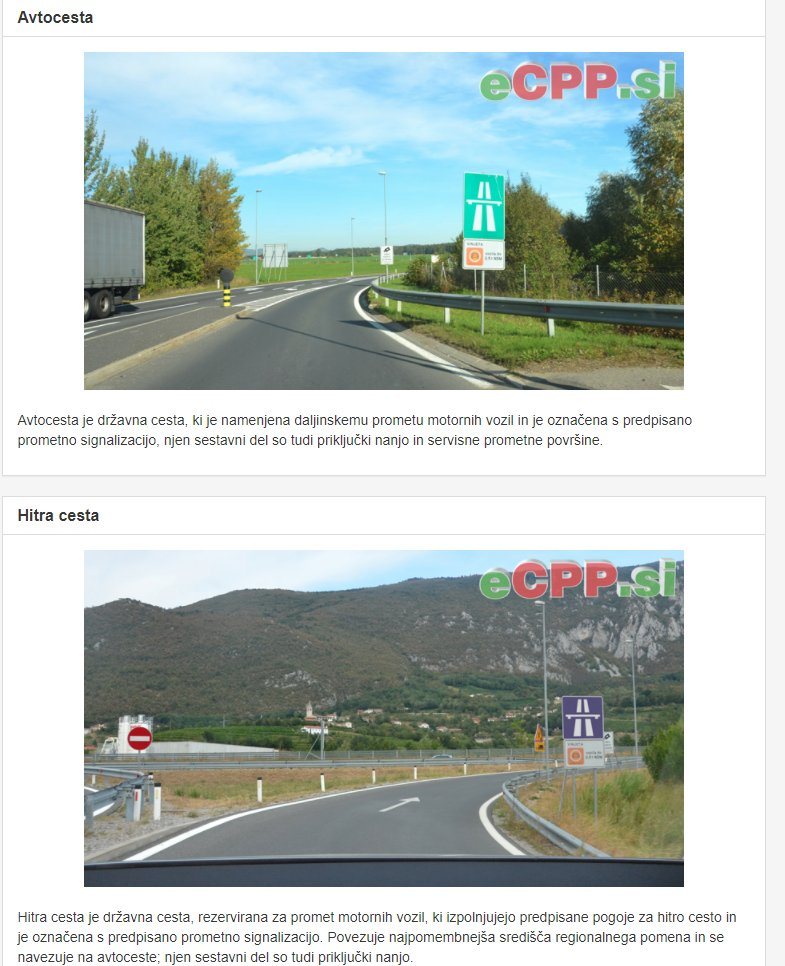 Avtocesta
eCPP.si
VINJETA
Avtocesta je državna cesta, ki je namenjena daljinskemu prometu motornih vozil in je označena s predpisano
prometno signalizacijo, njen sestavni del so tudi priključki nanjo in servisne prometne površine.
Hitra cesta
eCPP.si
VINJETA
Hitra cesta je državna cesta, rezervirana za promet motornih vozil, ki izpolnjujejo predpisane pogoje za hitro cesto in
je označena s predpisano prometno signalizacijo. Povezuje najpomembnejša središča regionalnega pomena in se
navezuje na avtoceste; njen sestavni del so tudi priključki nanjo.